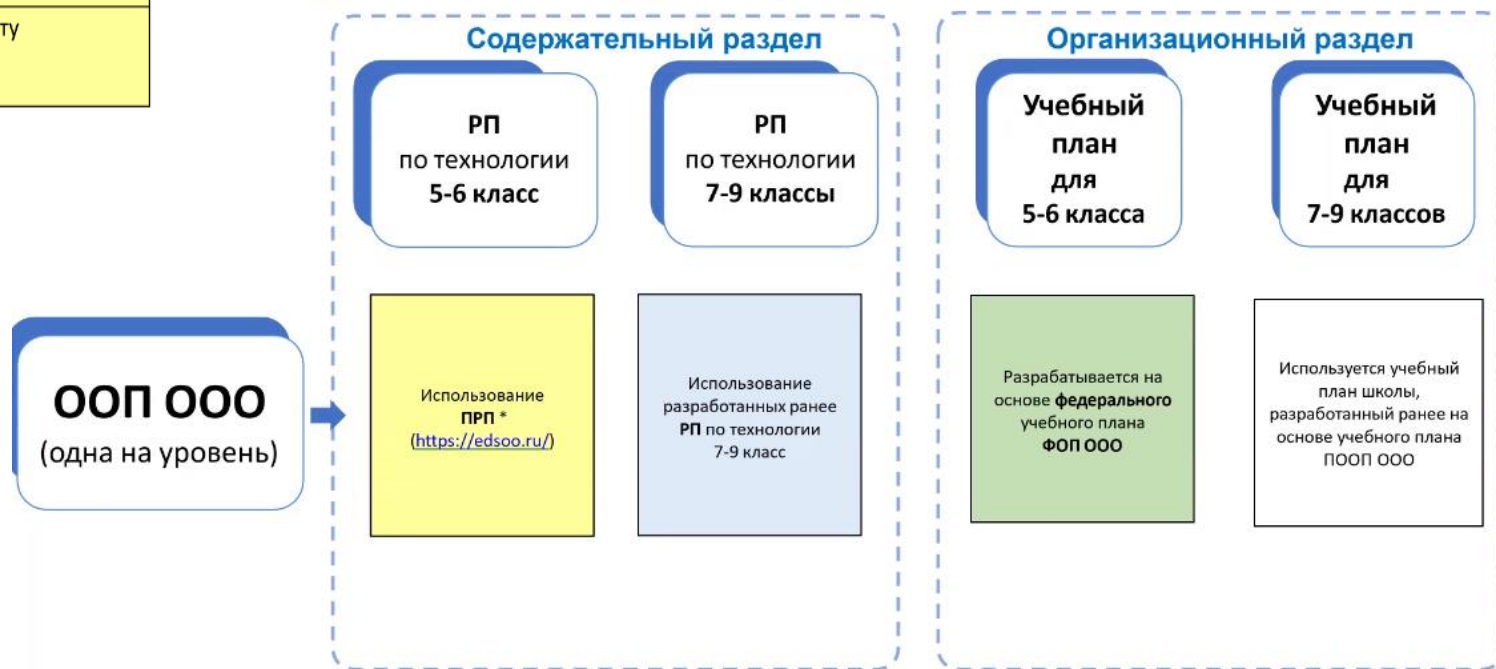 ту
Содержательный раздел
РП
по технологии
5-6 класс
РП
по технологии
7-9 классы
Организационный раздел
Учебный
план
для
5-6 класса
Учебный
план
для
7-9 классов
ООП ООО
(одна на уровень)
Использование
ПРП *
(https://edsoo.ru/)
Использование
разработанных ранее
РП по технологии
7-9 класс
Разрабатывается на
основе федерального
учебного плана
ФОП ООО
Используется учебный
план школы,
разработанный ранее на
основе учебного плана
ПООП ООО